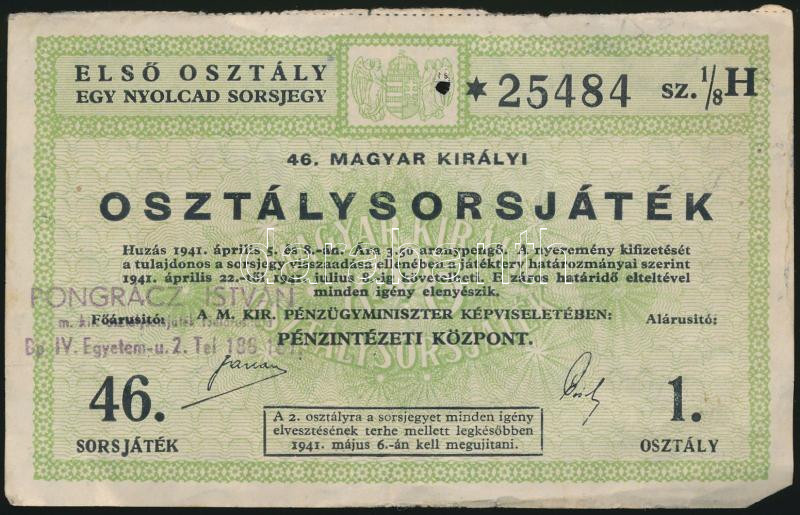 ELSŐ OSZTÁLY
EGY NYOLCAD SORSJEGY
✶25484 sz. 1/8 H
46. MAGYAR KIRÁLYI
OSZTÁLYSORSJÁTÉK
Huzás 1941. április 5. és 8.-án. Ára 3.50 aranypengő. A nyeremény kifizetését
a tulajdonos a sorsjegy visszaadása ellenében a játékterv határozmányai szerint
1941. április 22.-től 1941. julius 8-ig követelheti. E záros határidő elteltével
minden igény elenyészik.
PONGRÁCZ ISTVÁN
m. kir. osztálysorsjáték
Bp IV. Egyetem-u. 2. Tel
Főárusitó:
A M. KIR. PÉNZÜGYMINISZTER KÉPVISELETÉBEN:
Alárusitó:
PÉNZINTÉZETI KÖZPONT.
46.
SORSJÁTÉK
A 2. osztályra a sorsjegyet minden igény
elvesztésének terhe mellett legkésőbben
1941. május 6.-án kell megujitani.
1.
OSZTÁLY